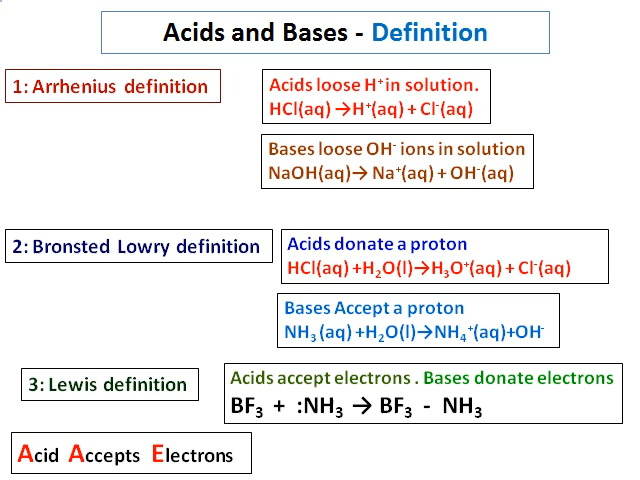 Acids and Bases - Definition
1: Arrhenius definition
Acids loose H⁺ in solution.
HCl(aq) →H⁺(aq) + Cl⁻(aq)
Bases loose OH⁻ ions in solution
NaOH(aq)→ Na⁺(aq) + OH⁻(aq)
2: Bronsted Lowry definition
Acids donate a proton
HCl(aq) +H₂O(l)→H₃O⁺(aq) + Cl⁻(aq)
Bases Accept a proton
NH₃ (aq) +H₂O(l)→NH₄⁺(aq)+OH⁻
3: Lewis definition
Acids accept electrons . Bases donate electrons
BF₃ + :NH₃ → BF₃ - NH₃
Acid Accepts Electrons